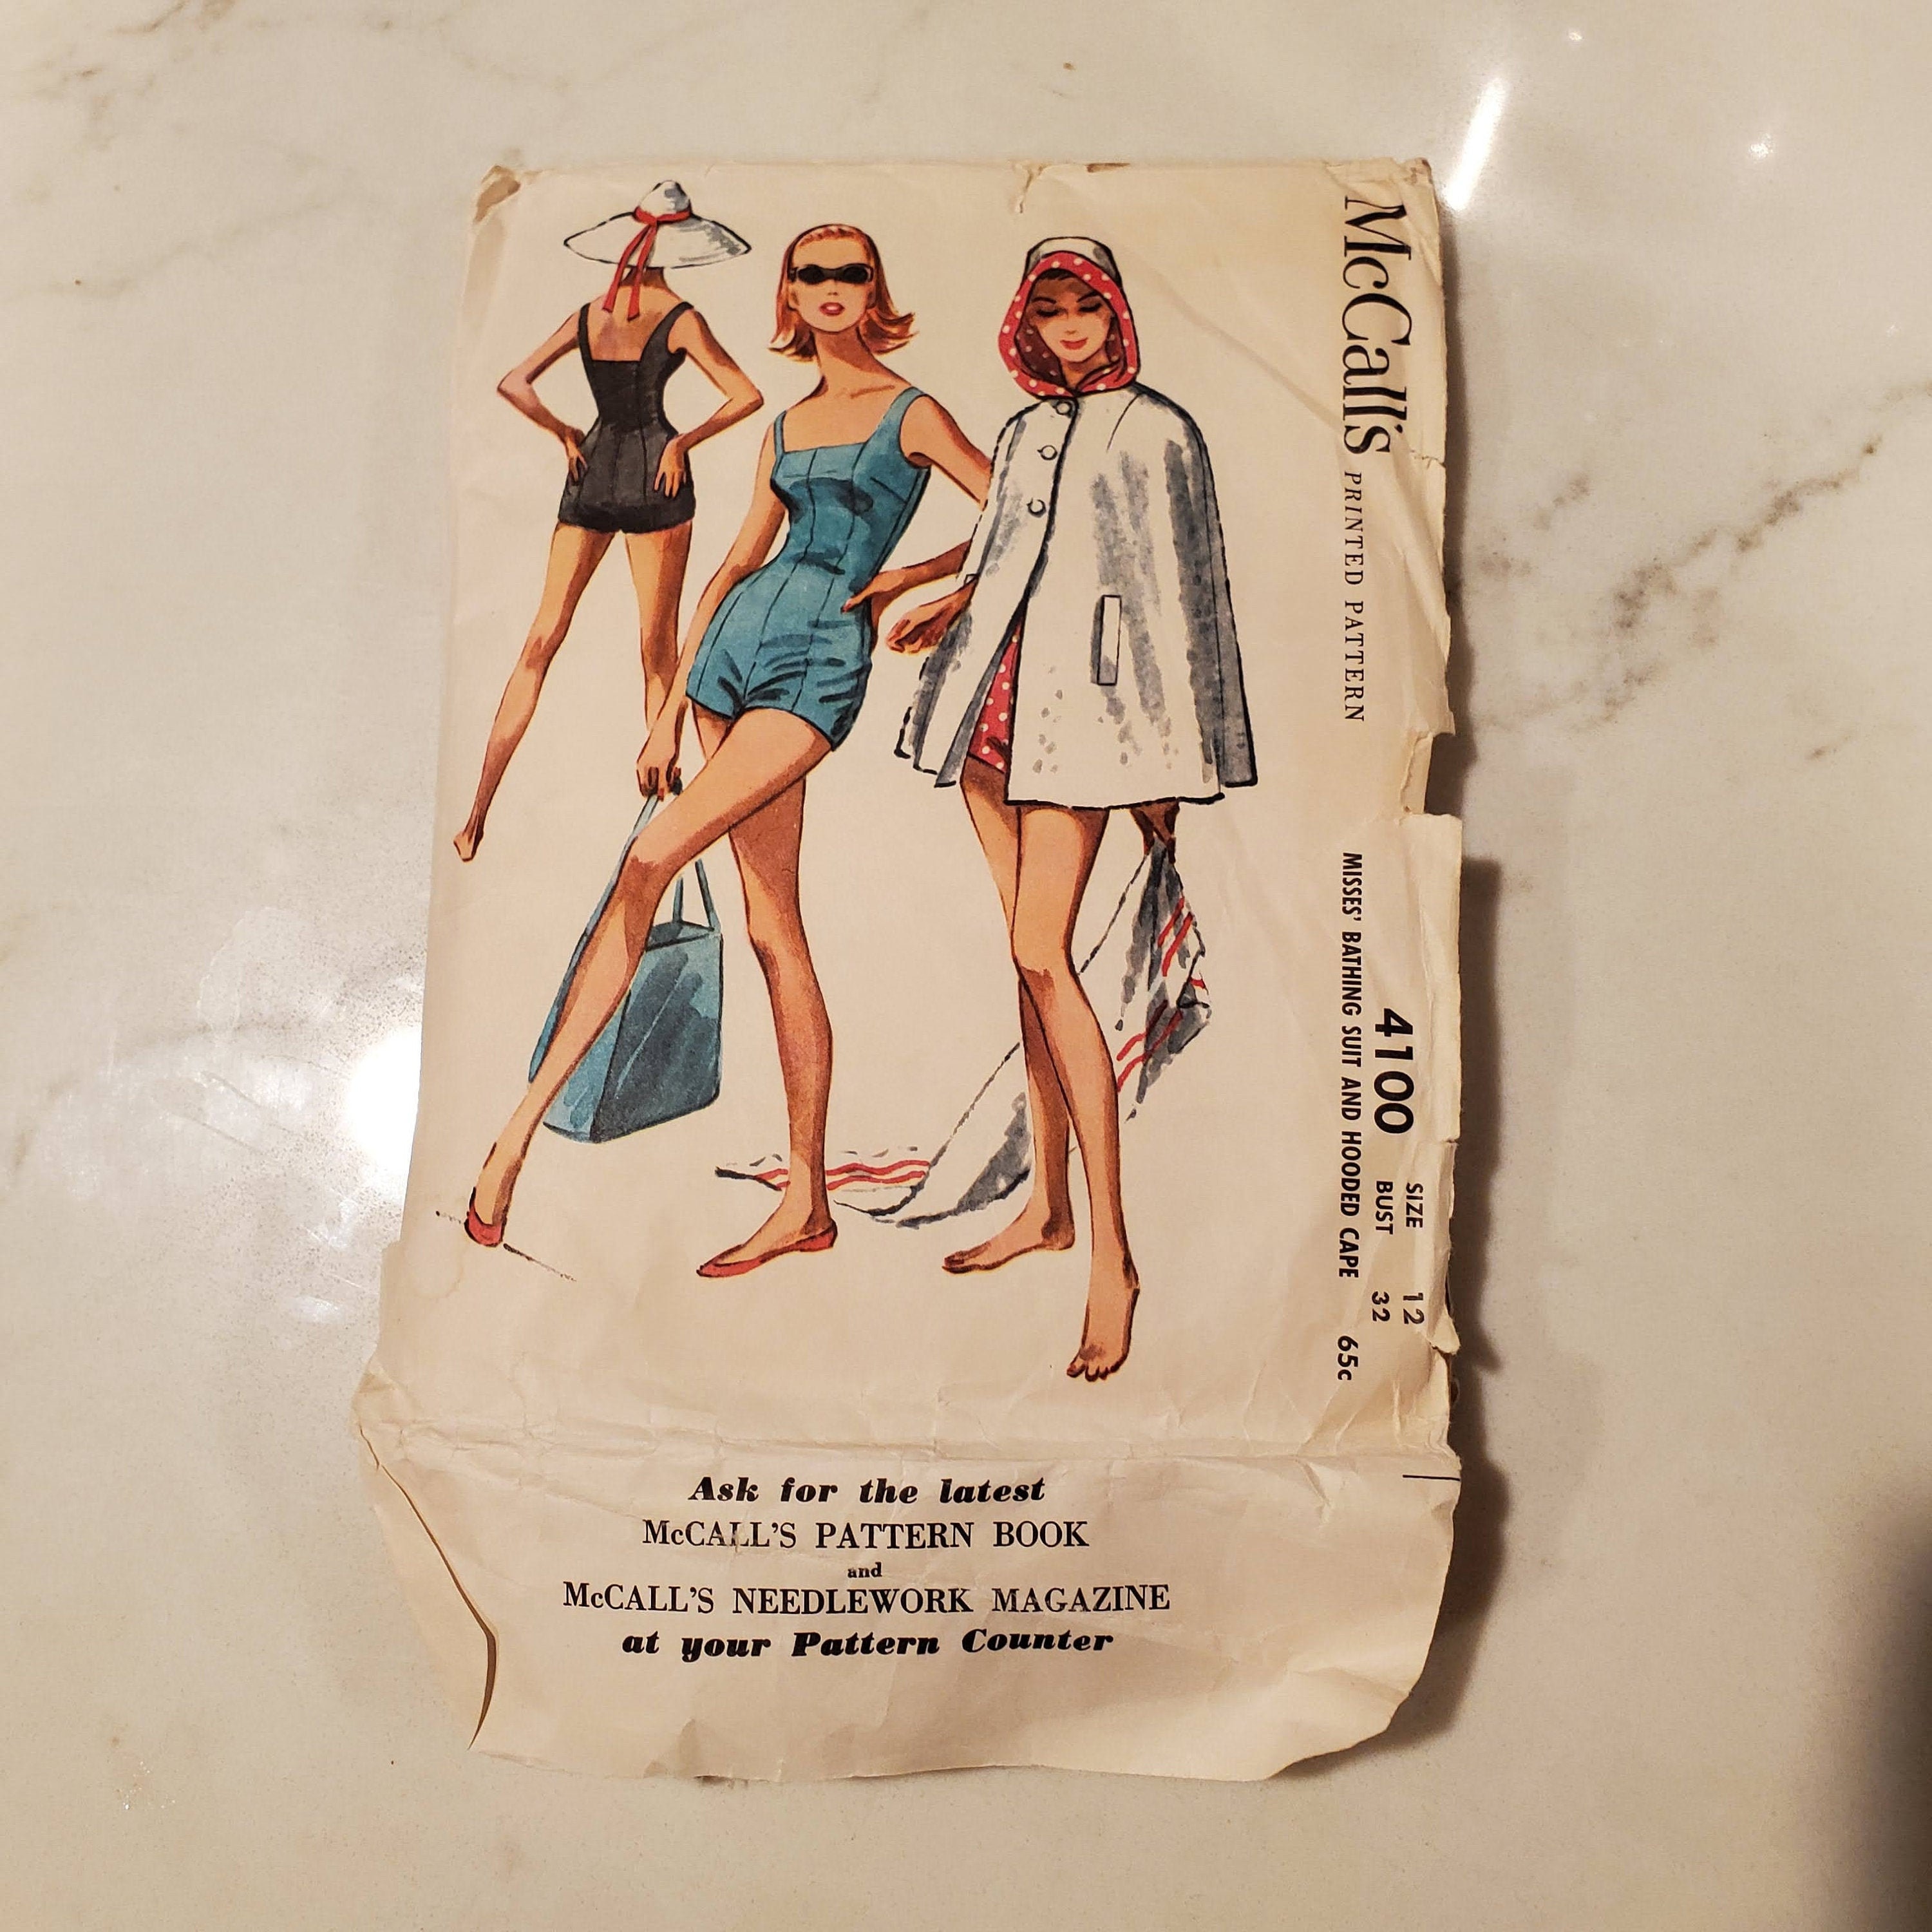 McCall's PRINTED PATTERN
4100 SIZE 12
BUST 32
MISSES' BATHING SUIT AND HOODED CAPE 65c
Ask for the latest
McCALL'S PATTERN BOOK
and
McCALL'S NEEDLEWORK MAGAZINE
at your Pattern Counter